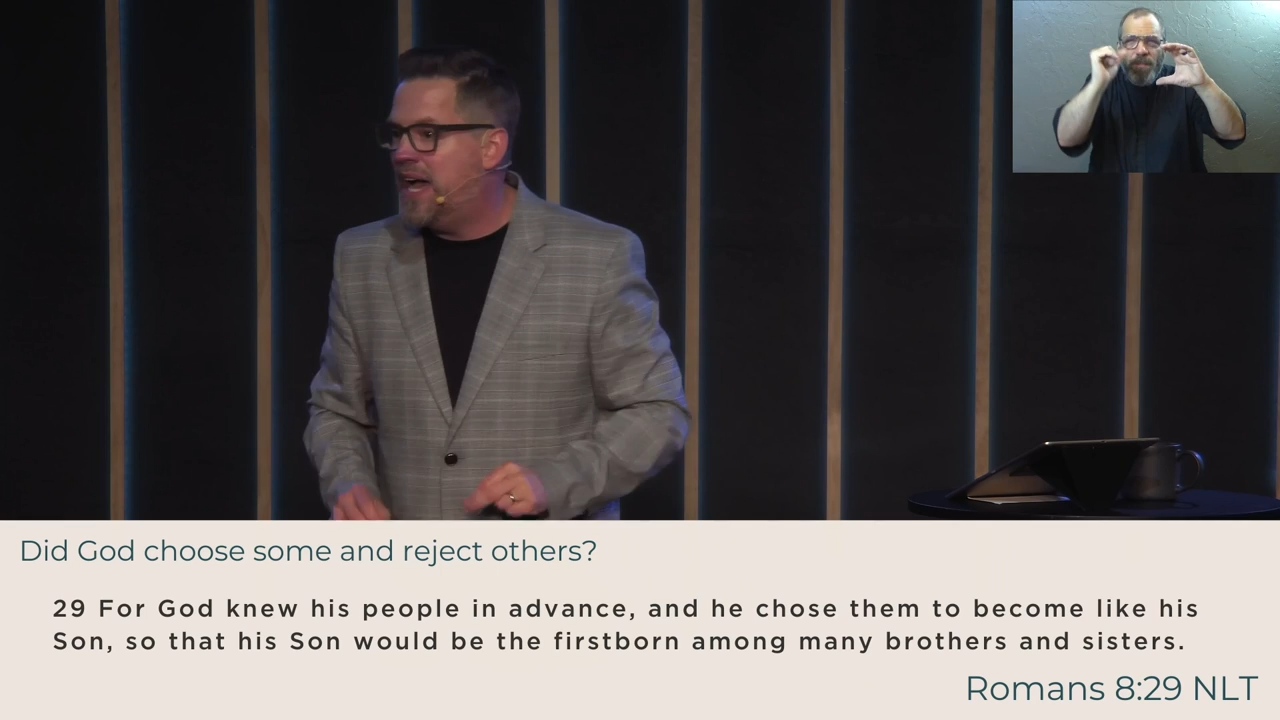 Did God choose some and reject others?
29 For God knew his people in advance, and he chose them to become like his
Son, so that his Son would be the firstborn among many brothers and sisters.
Romans 8:29 NLT